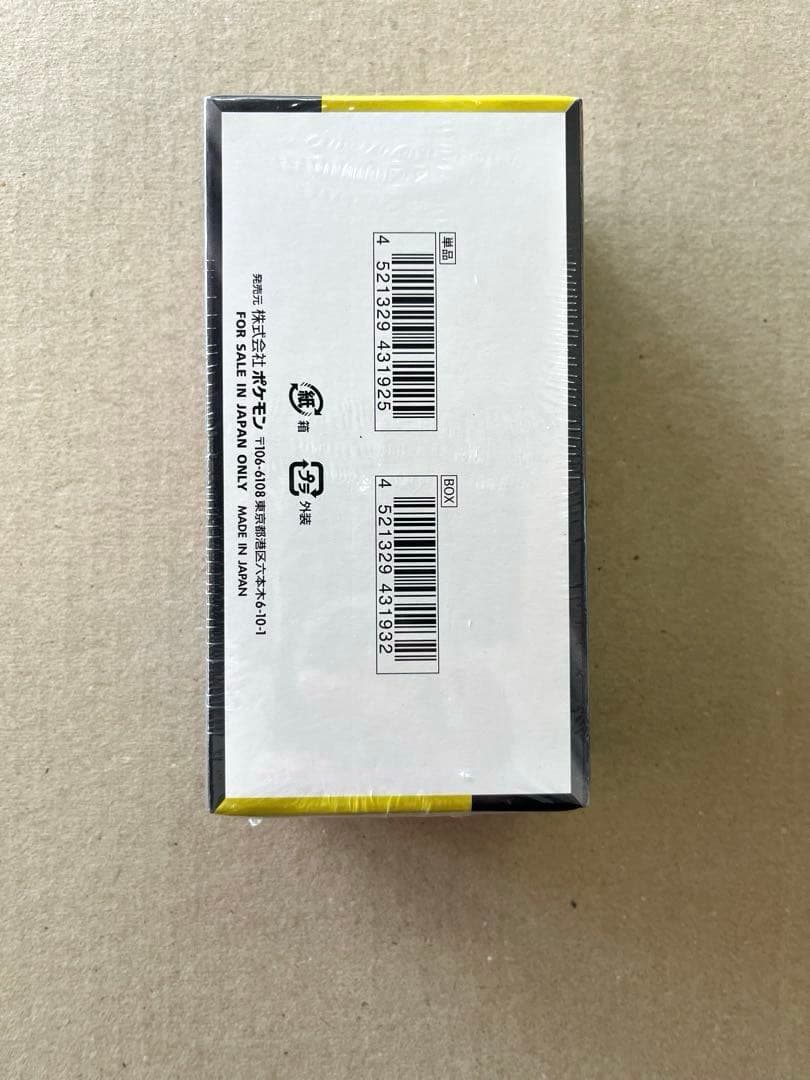 単品
4 521329 431925
BOX
4 521329 431932
紙
箱
プラ
外装
発売元 株式会社 ポケモン 〒106-6108 東京都港区六本木6-10-1
FOR SALE IN JAPAN ONLY MADE IN JAPAN